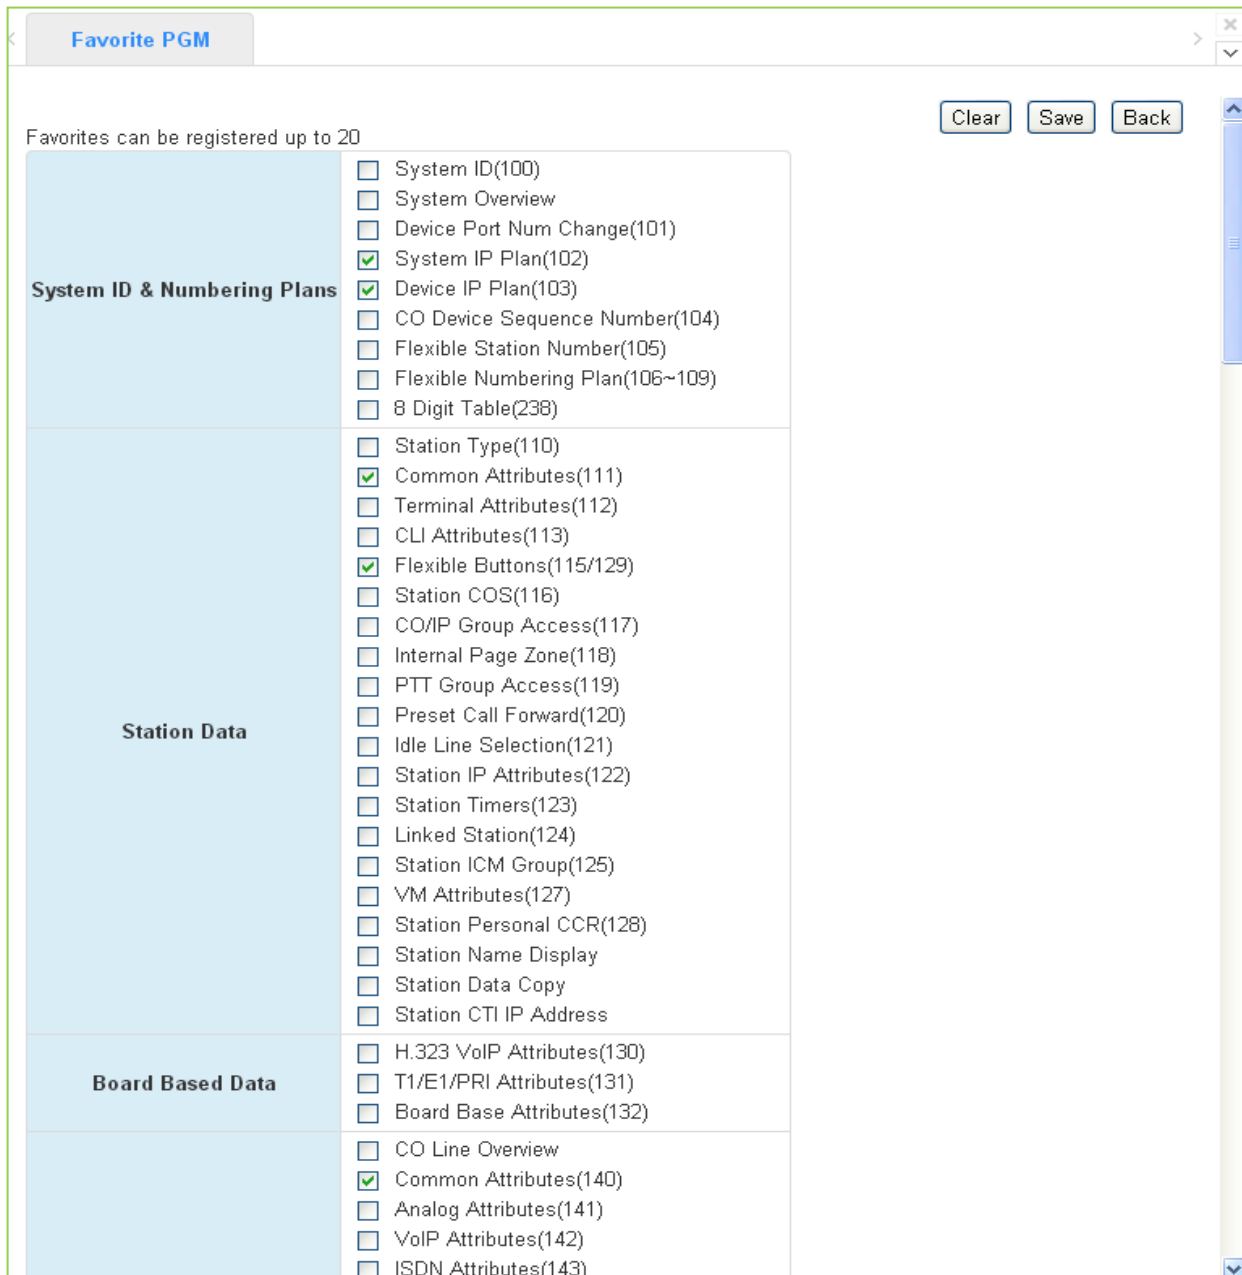 Favorite PGM
Clear Save Back
Favorites can be registered up to 20
System ID & Numbering Plans
System ID(100)
System Overview
Device Port Num Change(101)
System IP Plan(102)
Device IP Plan(103)
CO Device Sequence Number(104)
Flexible Station Number(105)
Flexible Numbering Plan(106~109)
8 Digit Table(238)
Station Data
Station Type(110)
Common Attributes(111)
Terminal Attributes(112)
CLI Attributes(113)
Flexible Buttons(115/129)
Station COS(116)
CO/IP Group Access(117)
Internal Page Zone(118)
PTT Group Access(119)
Preset Call Forward(120)
Idle Line Selection(121)
Station IP Attributes(122)
Station Timers(123)
Linked Station(124)
Station ICM Group(125)
VM Attributes(127)
Station Personal CCR(128)
Station Name Display
Station Data Copy
Station CTI IP Address
Board Based Data
H.323 VoIP Attributes(130)
T1/E1/PRI Attributes(131)
Board Base Attributes(132)
CO Line Overview
Common Attributes(140)
Analog Attributes(141)
VoIP Attributes(142)
ISDN Attributes(143)